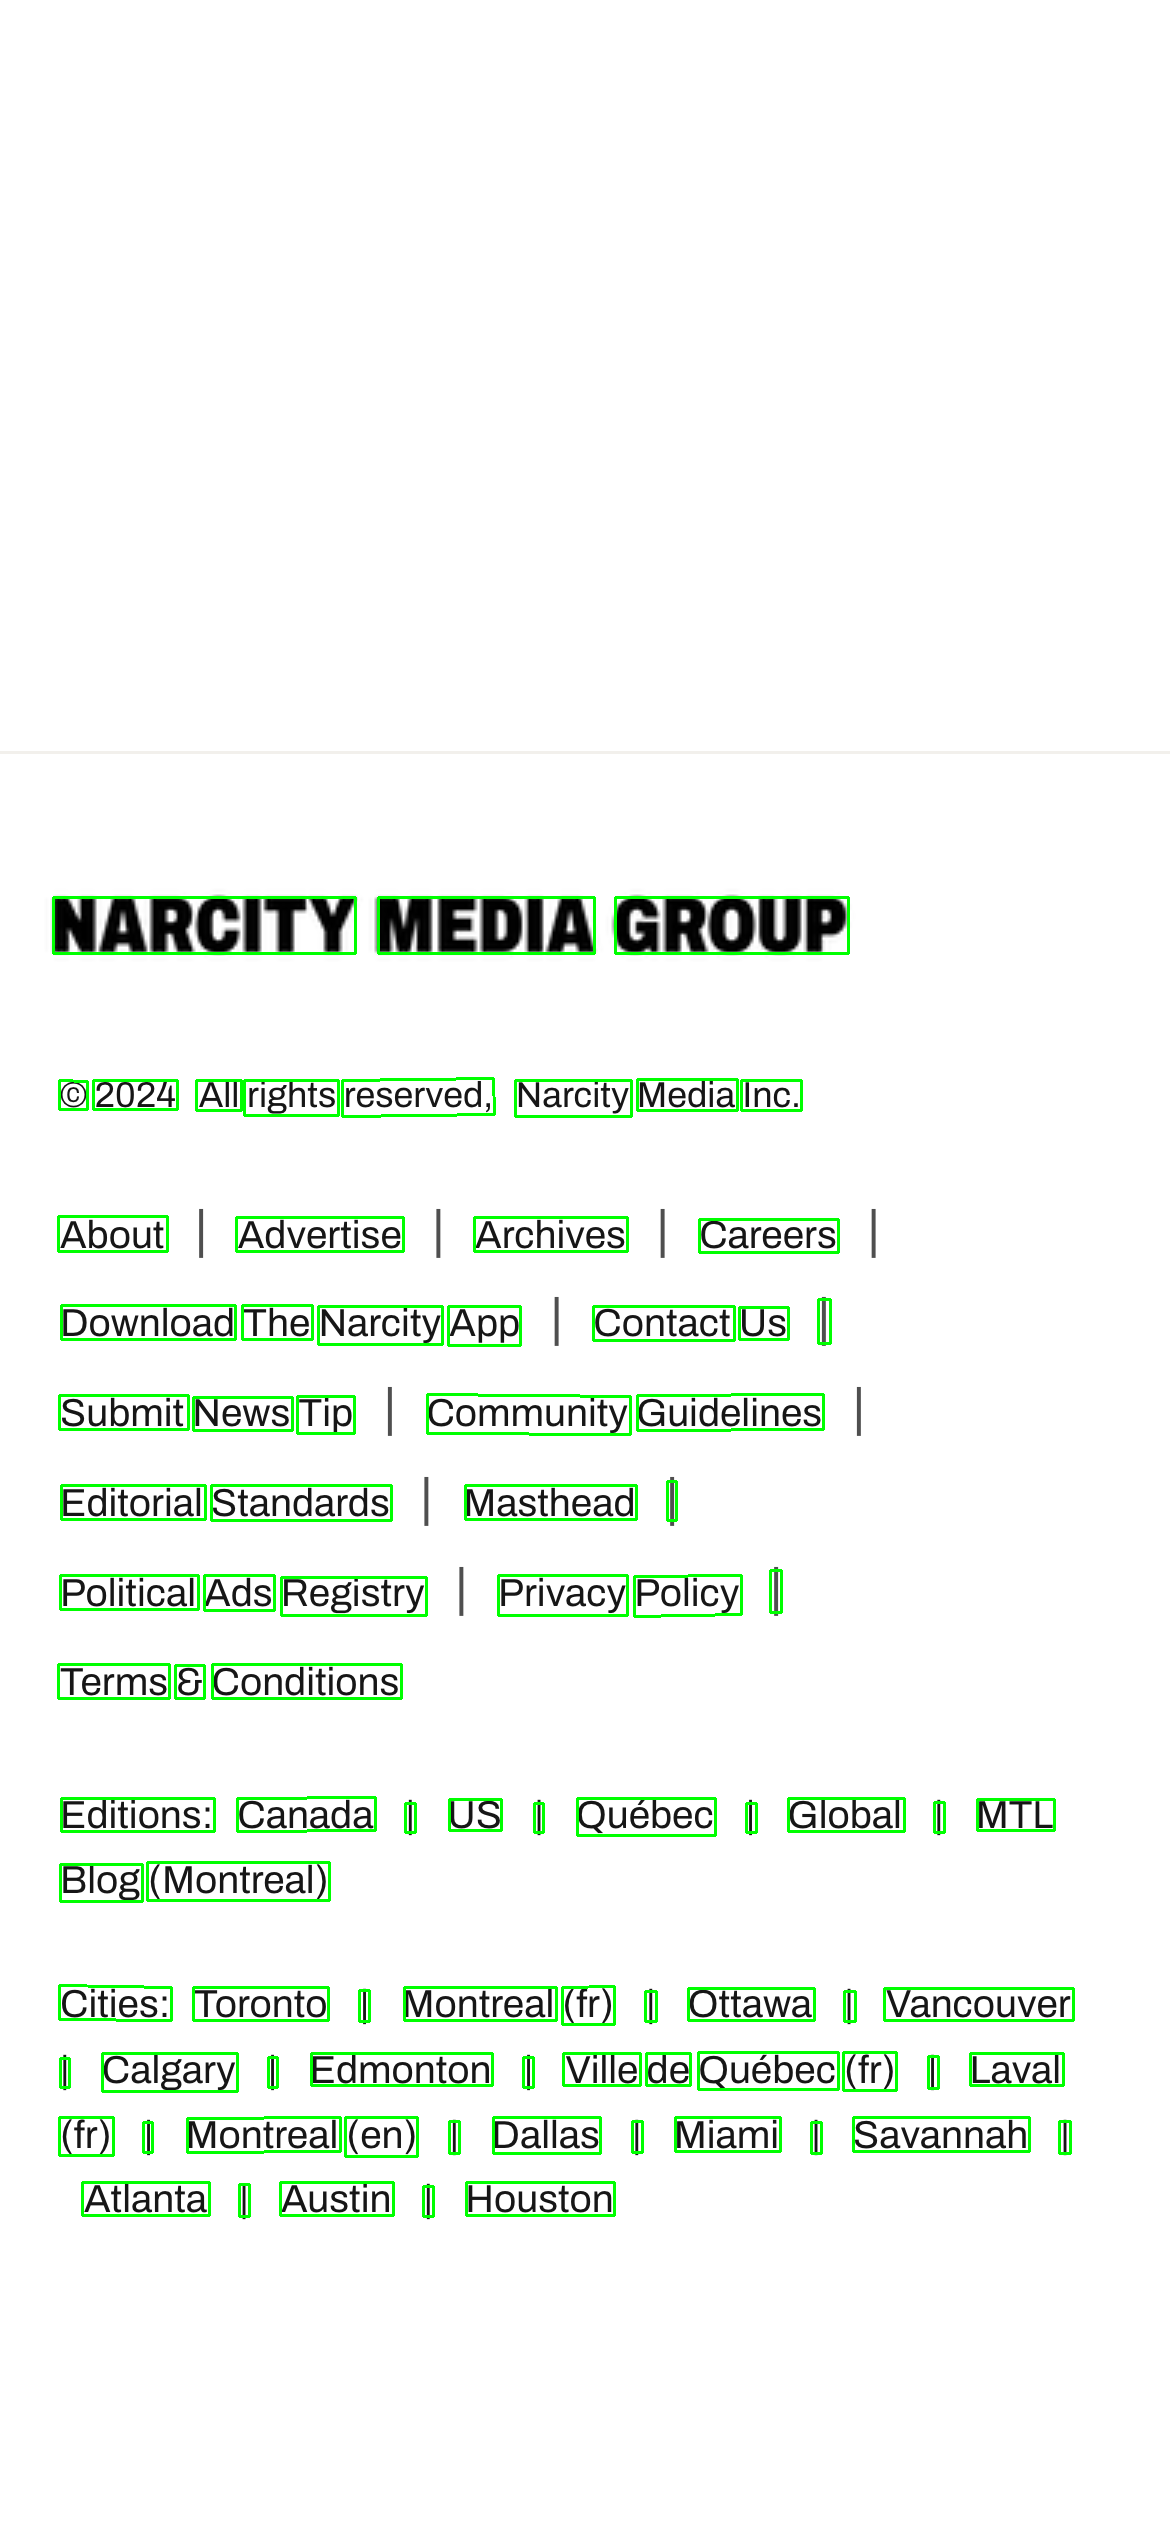 NARCITY MEDIA GROUP
© 2024 All rights reserved, Narcity Media Inc.
About | Advertise | Archives | Careers |
Download The Narcity App | Contact Us |
Submit News Tip | Community Guidelines |
Editorial Standards | Masthead |
Political Ads Registry | Privacy Policy |
Terms & Conditions
Editions: Canada | US | Québec | Global | MTL
Blog (Montreal)
Cities: Toronto | Montreal (fr) | Ottawa | Vancouver
| Calgary | Edmonton | Ville de Québec (fr) | Laval
(fr) | Montreal (en) | Dallas | Miami | Savannah |
Atlanta | Austin | Houston